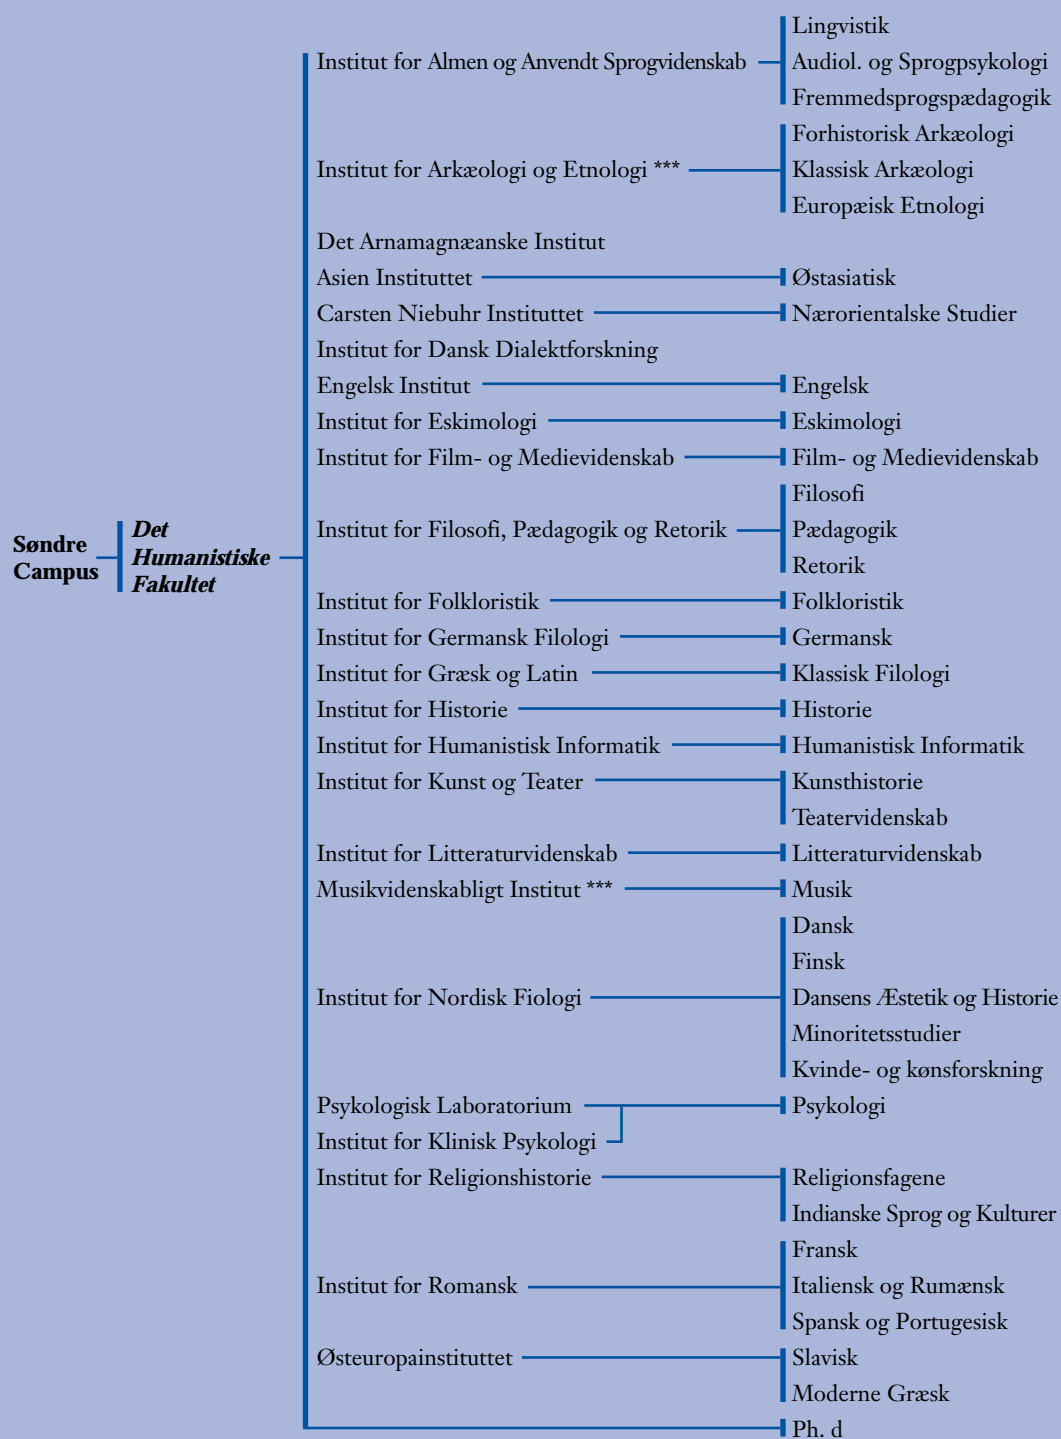 Søndre
Campus
Det
Humanistiske
Fakultet
Institut for Almen og Anvendt Sprogvidenskab
Lingvistik
Audiol. og Sprogpsykologi
Fremmedsprogspædagogik
Institut for Arkæologi og Etnologi ***
Forhistorisk Arkæologi
Klassisk Arkæologi
Europæisk Etnologi
Det Arnamagnæanske Institut
Asien Instituttet
Østasiatisk
Carsten Niebuhr Instituttet
Nærorientalske Studier
Institut for Dansk Dialektforskning
Engelsk Institut
Engelsk
Institut for Eskimologi
Eskimologi
Institut for Film- og Medievidenskab
Film- og Medievidenskab
Institut for Filosofi, Pædagogik og Retorik
Filosofi
Pædagogik
Retorik
Institut for Folkloristik
Folkloristik
Institut for Germansk Filologi
Germansk
Institut for Græsk og Latin
Klassisk Filologi
Institut for Historie
Historie
Institut for Humanistisk Informatik
Humanistisk Informatik
Institut for Kunst og Teater
Kunsthistorie
Teatervidenskab
Institut for Litteraturvidenskab
Litteraturvidenskab
Musikvidenskabligt Institut ***
Musik
Institut for Nordisk Fiologi
Dansk
Finsk
Dansens Æstetik og Historie
Minoritetsstudier
Kvinde- og kønsforskning
Psykologisk Laboratorium
Institut for Klinisk Psykologi
Psykologi
Institut for Religionshistorie
Religionsfagene
Indianske Sprog og Kulturer
Institut for Romansk
Fransk
Italiensk og Rumænsk
Spansk og Portugesisk
Østeuropainstituttet
Slavisk
Moderne Græsk
Ph. d